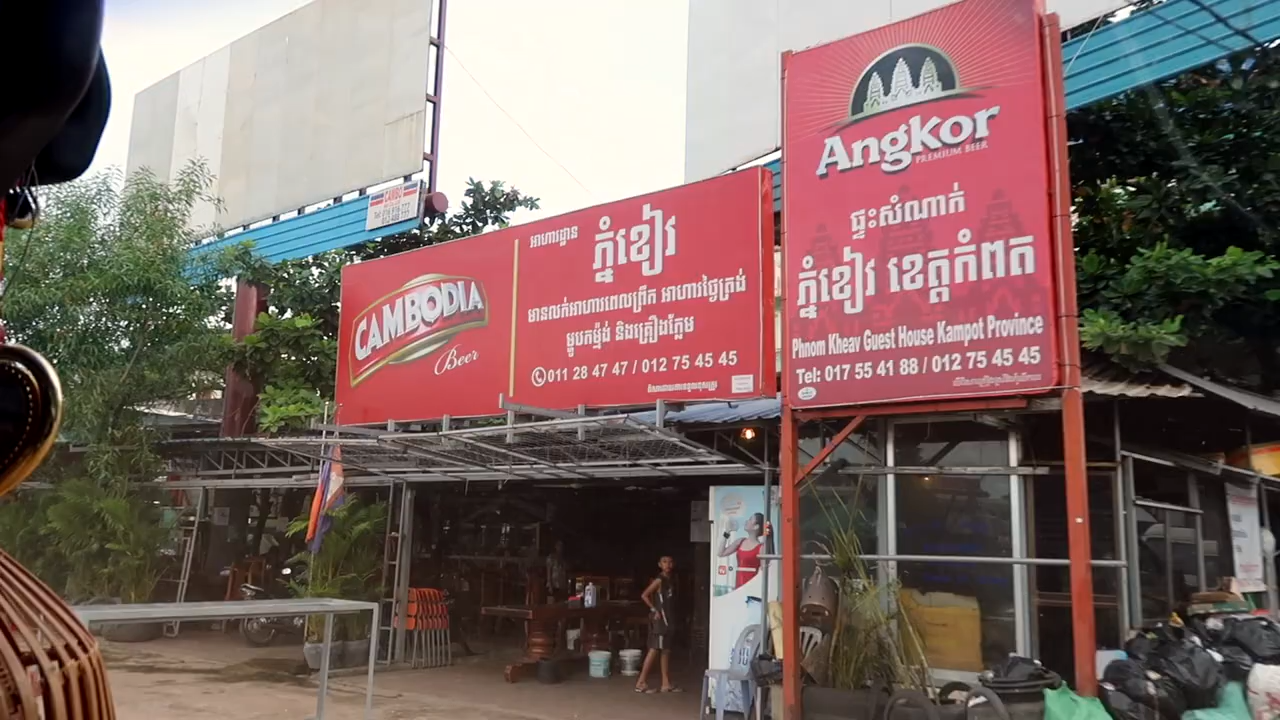 CAMBO
CAMBODIA
Beer
អាហារដ្ឋាន
ភ្នំខៀវ
មានលក់អាហារពេលព្រឹក អាហារថ្ងៃត្រង់
ម្ហូបកម្ម៉ង់ និងគ្រឿងក្លែម
011 28 47 47 / 012 75 45 45
Angkor
PREMIUM BEER
ផ្ទះសំណាក់
ភ្នំខៀវ ខេត្តកំពត
Phnom Kheav Guest House Kampot Province
Tel: 017 55 41 88 / 012 75 45 45